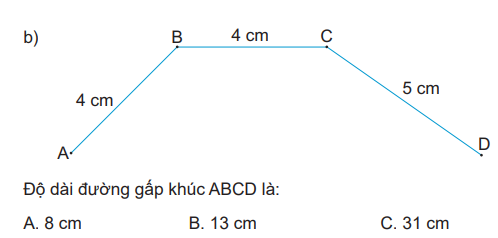 b)
B
4 cm
C
4 cm
5 cm
A
D
Độ dài đường gấp khúc ABCD là:
A. 8 cm B. 13 cm C. 31 cm